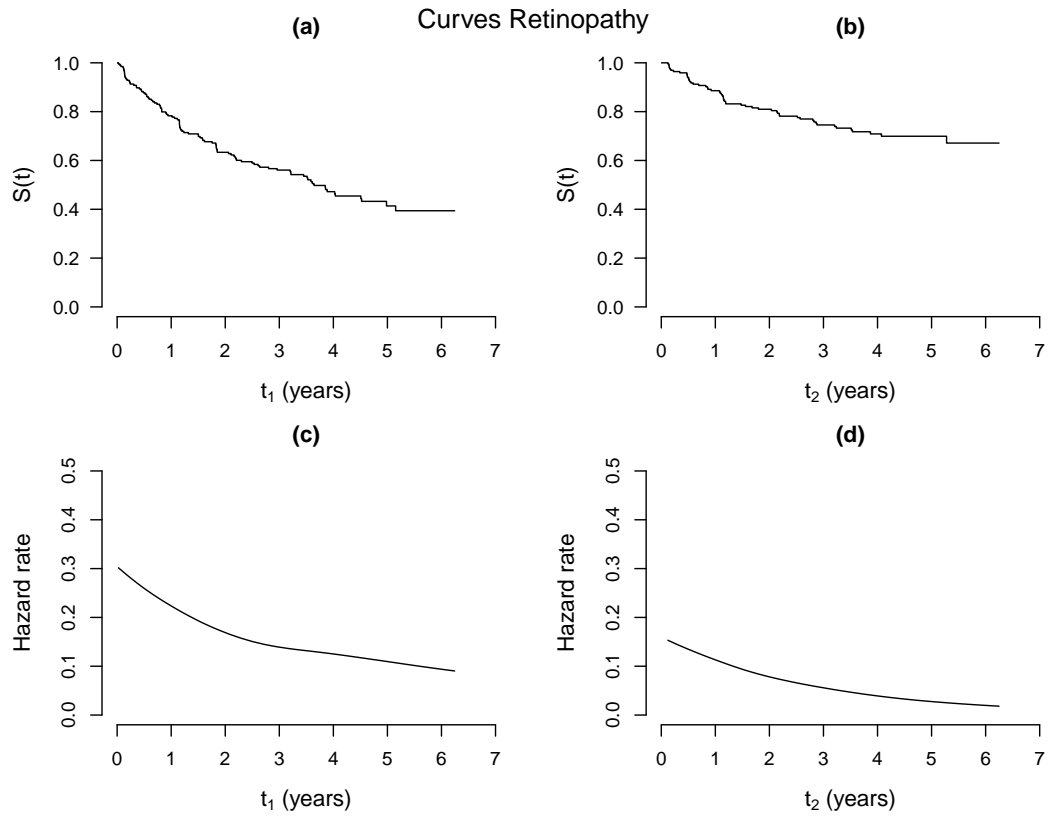 Curves Retinopathy
(a)
S(t)
1.0
0.8
0.6
0.4
0.2
0.0
0 1 2 3 4 5 6 7
t₁ (years)
(b)
S(t)
1.0
0.8
0.6
0.4
0.2
0.0
0 1 2 3 4 5 6 7
t₂ (years)
(c)
Hazard rate
0.5
0.4
0.3
0.2
0.1
0.0
0 1 2 3 4 5 6 7
t₁ (years)
(d)
Hazard rate
0.5
0.4
0.3
0.2
0.1
0.0
0 1 2 3 4 5 6 7
t₂ (years)